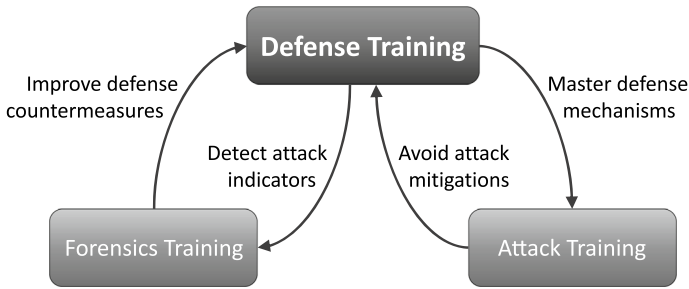 Defense Training
Improve defense
countermeasures
Master defense
mechanisms
Detect attack
indicators
Avoid attack
mitigations
Forensics Training
Attack Training